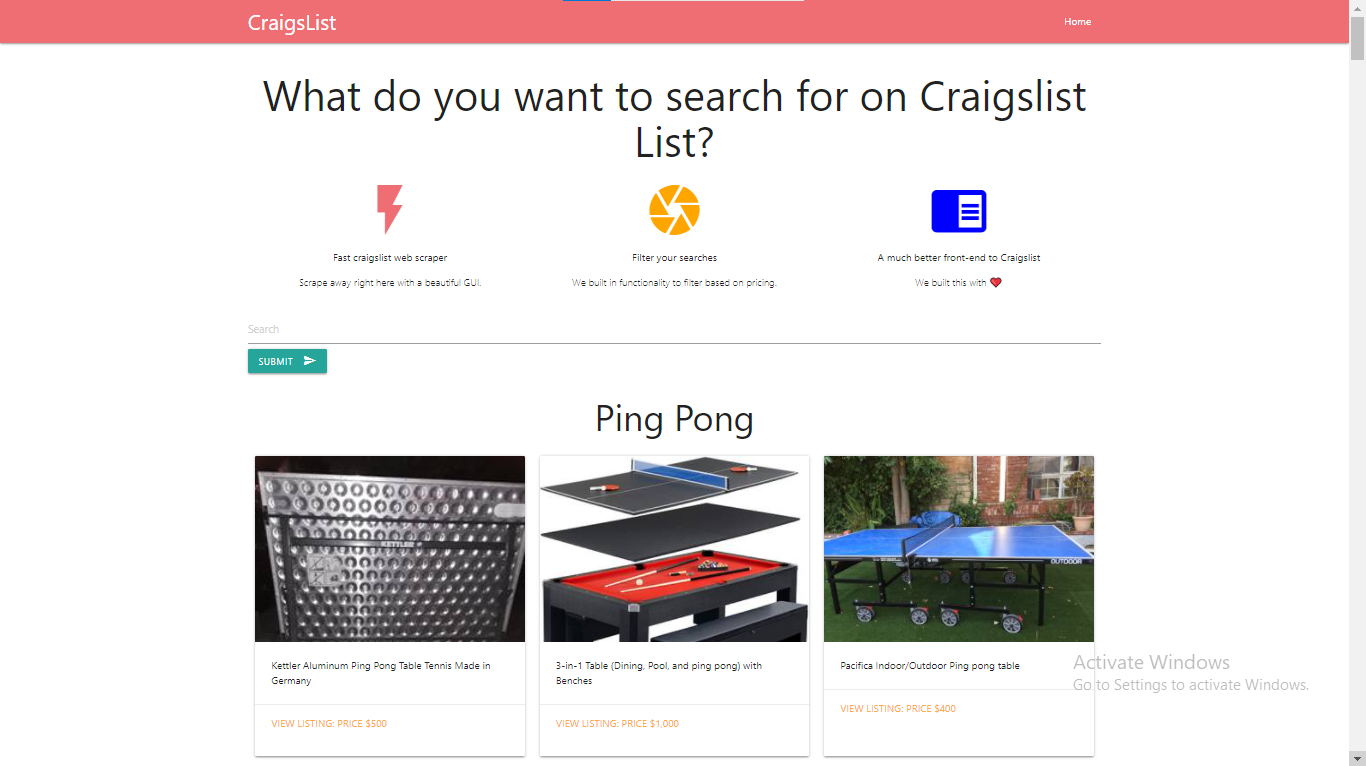 CraigsList
Home
What do you want to search for on Craigslist
List?
Fast craigslist web scraper
Scrape away right here with a beautiful GUI.
Filter your searches
We built in functionality to filter based on pricing.
A much better front-end to Craigslist
We built this with ❤
Search
SUBMIT
Ping Pong
KETTLER
OUTDOOR
Kettler Aluminum Ping Pong Table Tennis Made in
Germany
VIEW LISTING: PRICE $500
3-in-1 Table (Dining, Pool, and ping pong) with
Benches
VIEW LISTING: PRICE $1,000
Pacifica Indoor/Outdoor Ping pong table
VIEW LISTING: PRICE $400
Activate Windows
Go to Settings to activate Windows.